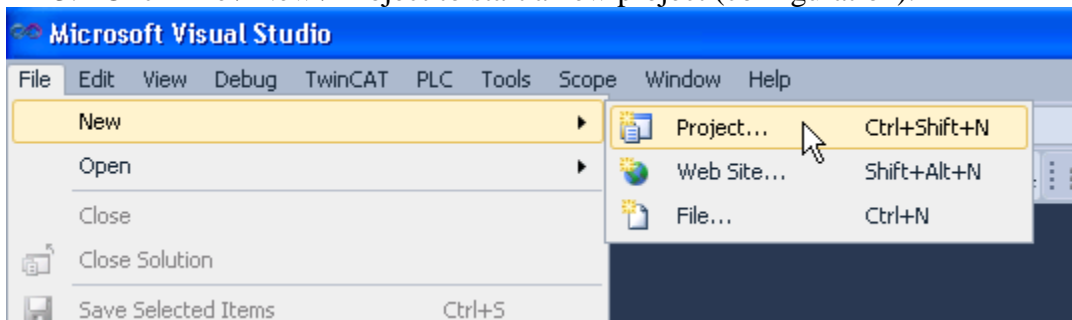 Microsoft Visual Studio
File Edit View Debug TwinCAT PLC Tools Scope Window Help
New
Project... Ctrl+Shift+N
Open
Web Site... Shift+Alt+N
Close
File... Ctrl+N
Close Solution
Save Selected Items Ctrl+S